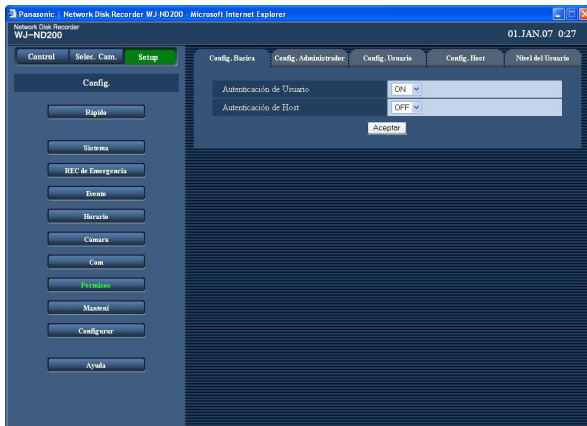 Panasonic | Network Disk Recorder WJ-ND200 - Microsoft Internet Explorer
Network Disk Recorder
WJ-ND200
01.JAN.07 0:27
Control Selec. Cam. Setup
Config. Basica Config. Administrador Config. Usuario Config. Host Nivel del Usuario
Config.
Rápido
Sistema
REC de Emergencia
Evento
Horario
Cámara
Com
Permisos
Manteni
Configurar
Ayuda
Autenticación de Usuario ON
Autenticación de Host OFF
Aceptar